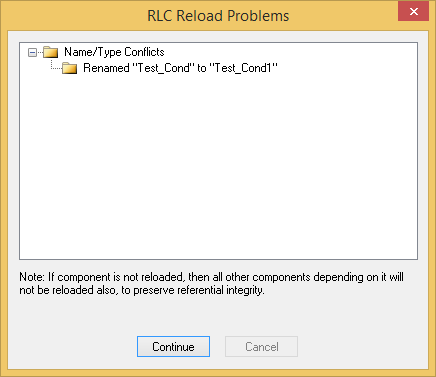 RLC Reload Problems
Name/Type Conflicts
Renamed "Test_Cond" to "Test_Cond1"
Note: If component is not reloaded, then all other components depending on it will
not be reloaded also, to preserve referential integrity.
Continue
Cancel